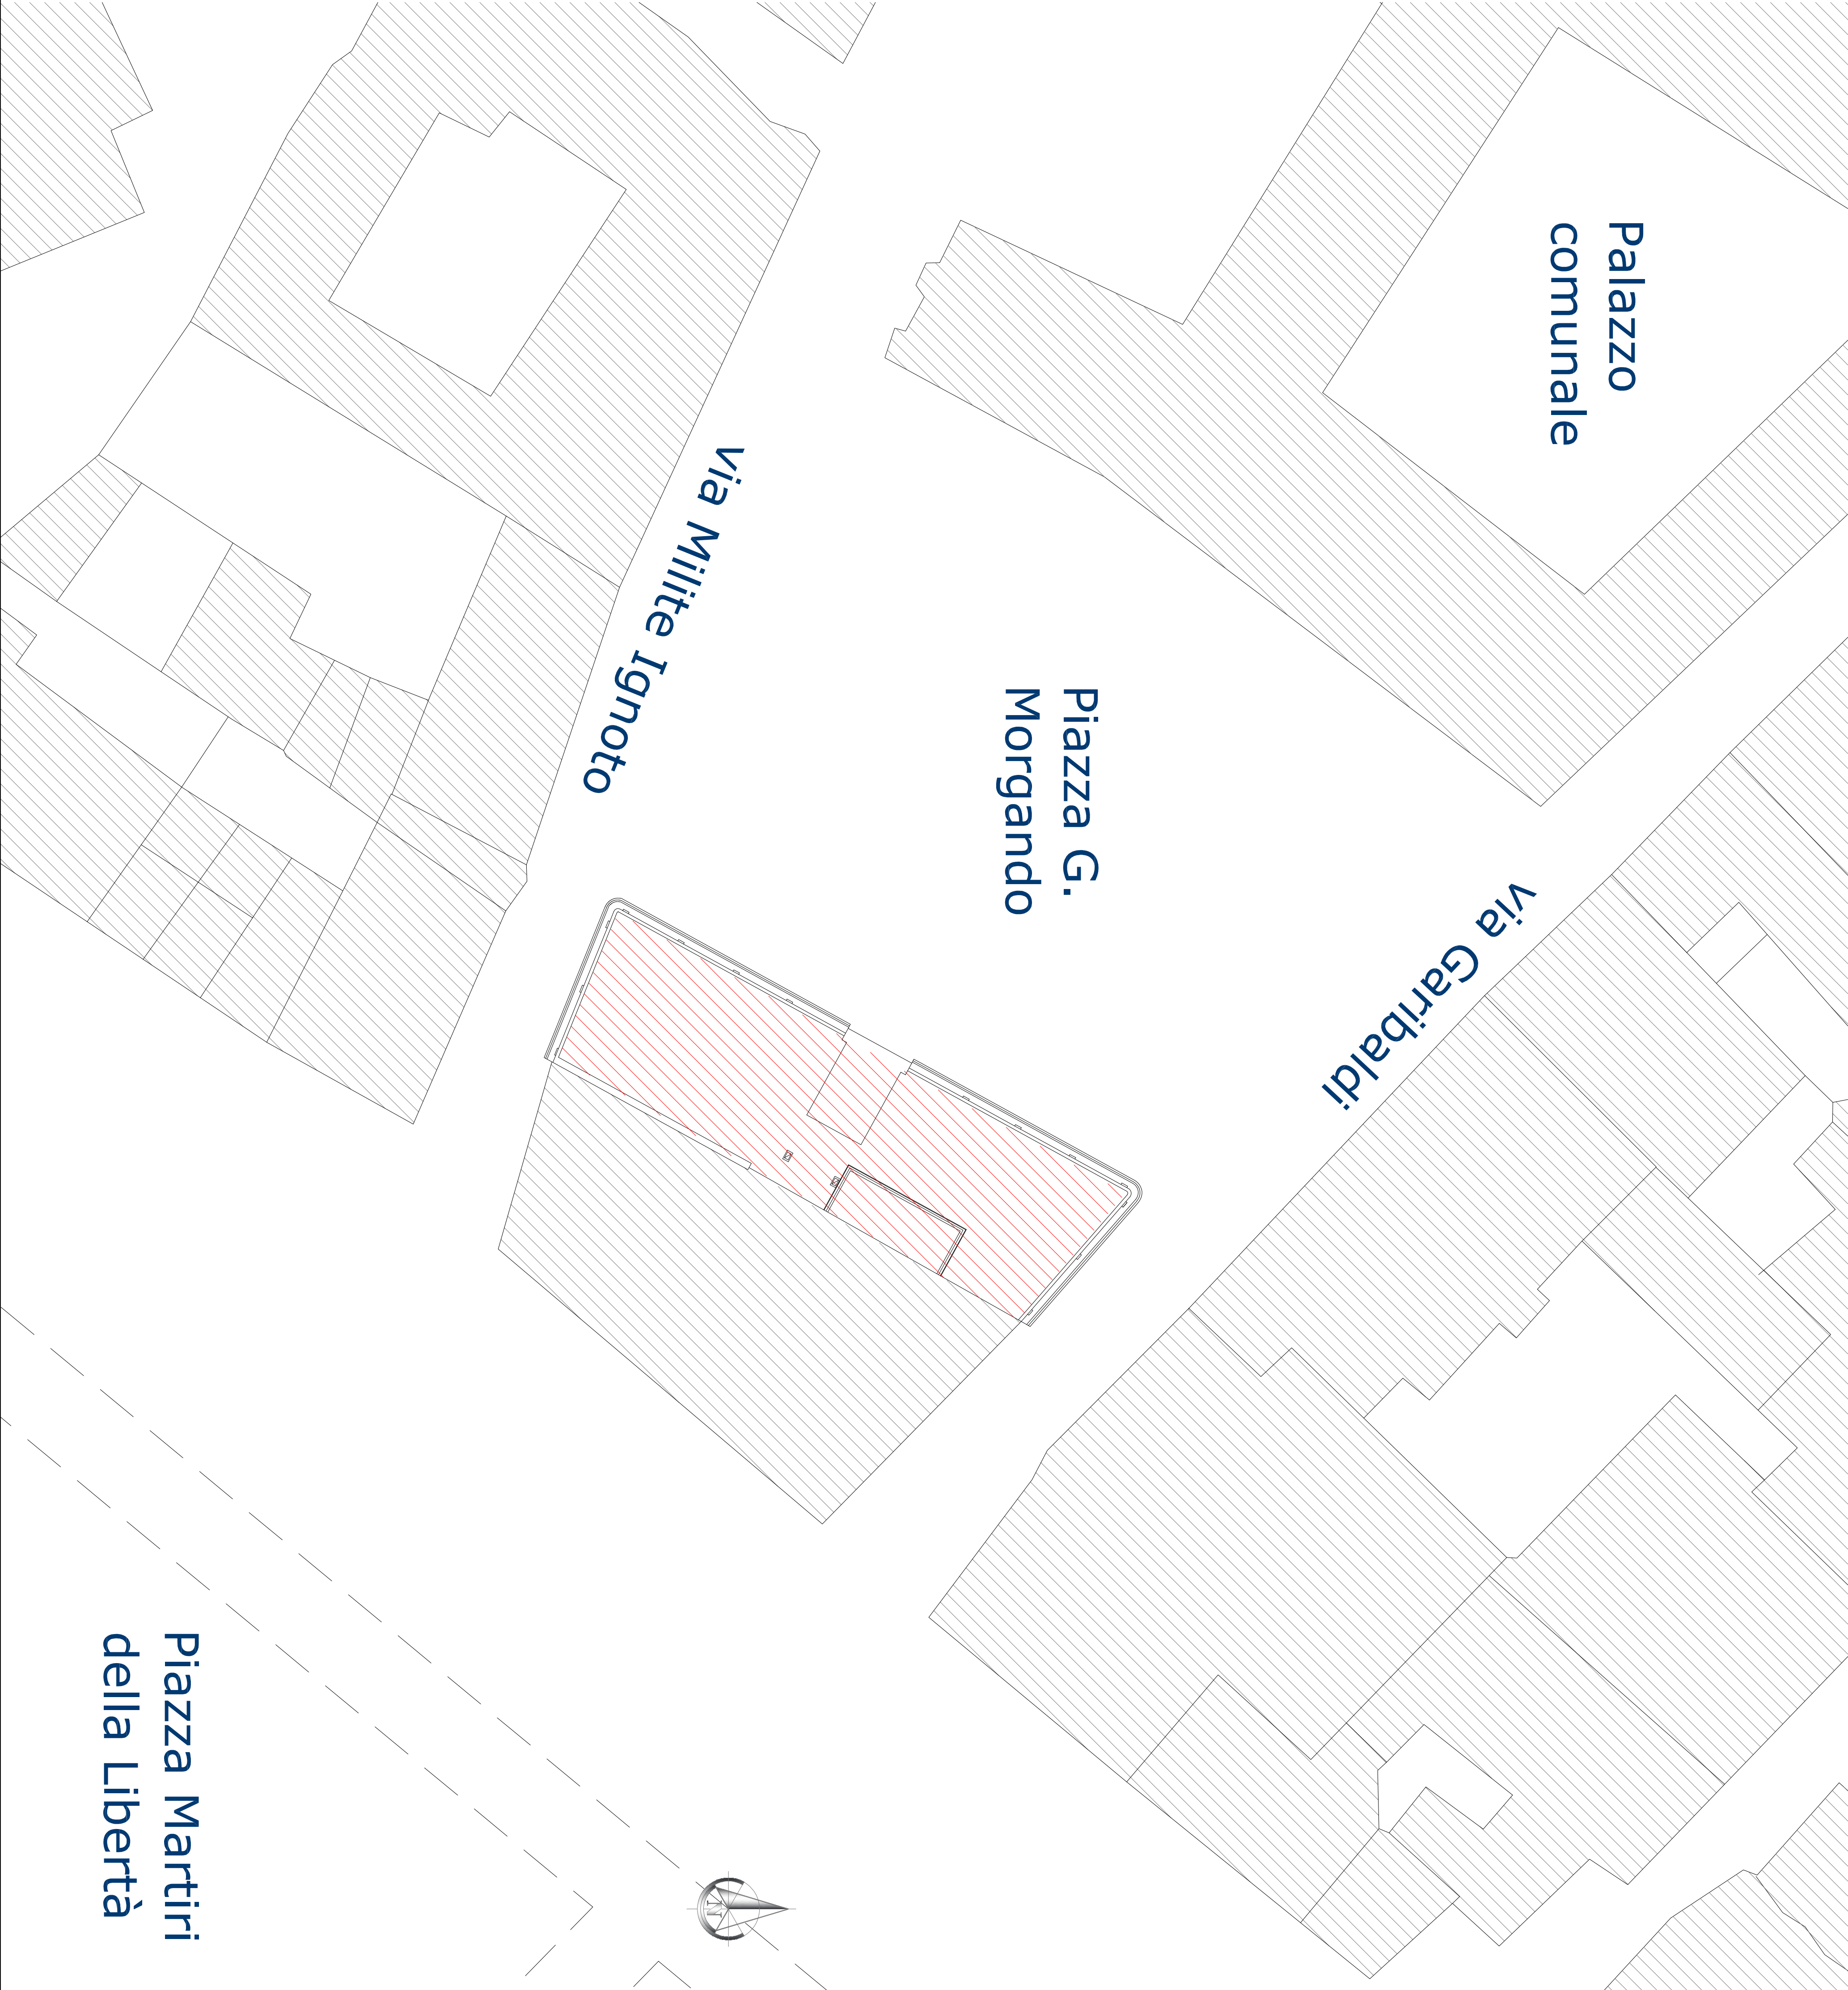 Palazzo
comunale
via Milite Ignoto
Piazza G.
Morgando
via Garibaldi
Piazza Martiri
della Libertà